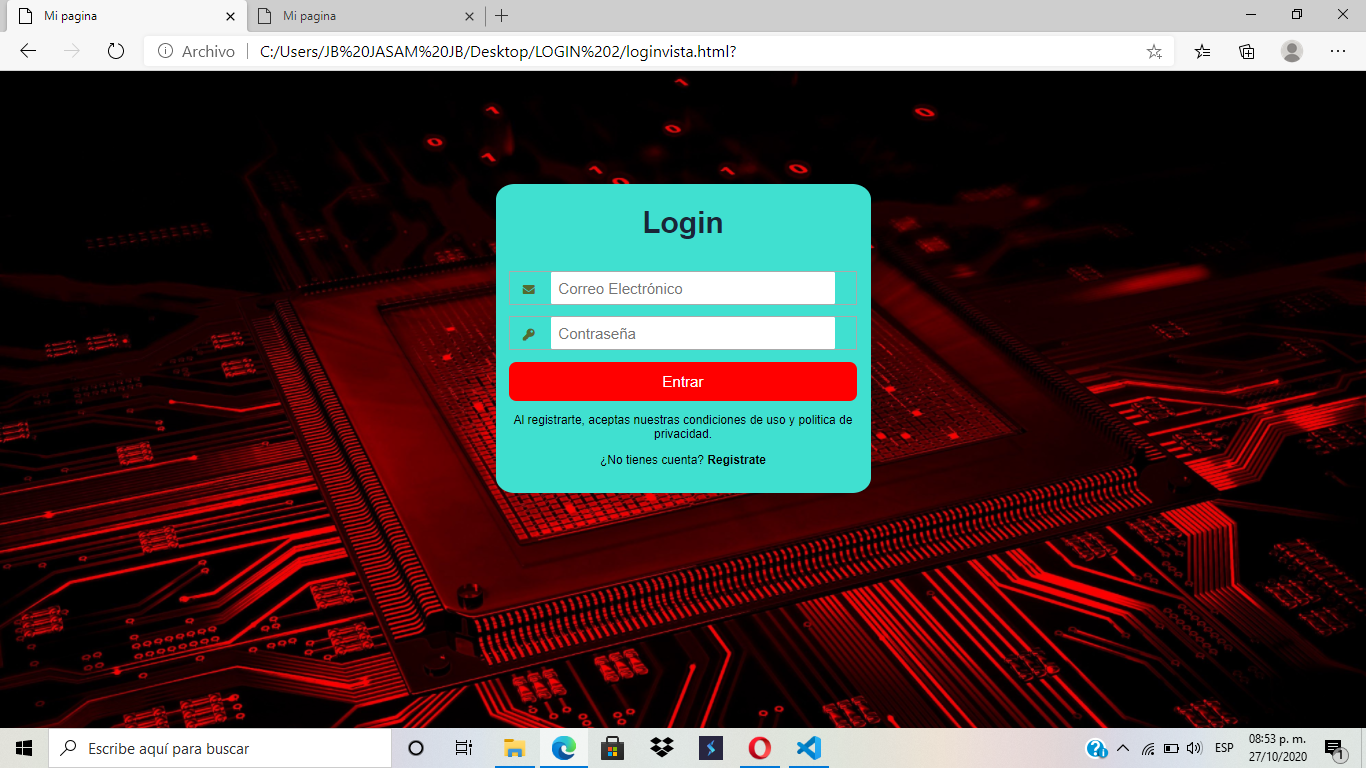 Mi pagina
Mi pagina
Archivo
C:/Users/JB%20JASAM%20JB/Desktop/LOGIN%202/loginvista.html?
Login
Correo Electrónico
Contraseña
Entrar
Al registrarte, aceptas nuestras condiciones de uso y politica de
privacidad.
¿No tienes cuenta? Registrate
Escribe aquí para buscar
ESP
08:53 p. m.
27/10/2020
1